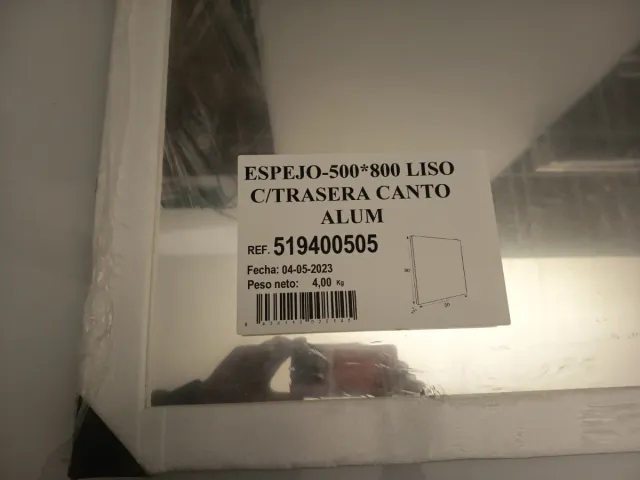 ESPEJO-500*800 LISO
C/TRASERA CANTO
ALUM
REF. 519400505
Fecha: 04-05-2023
Peso neto: 4,00 Kg